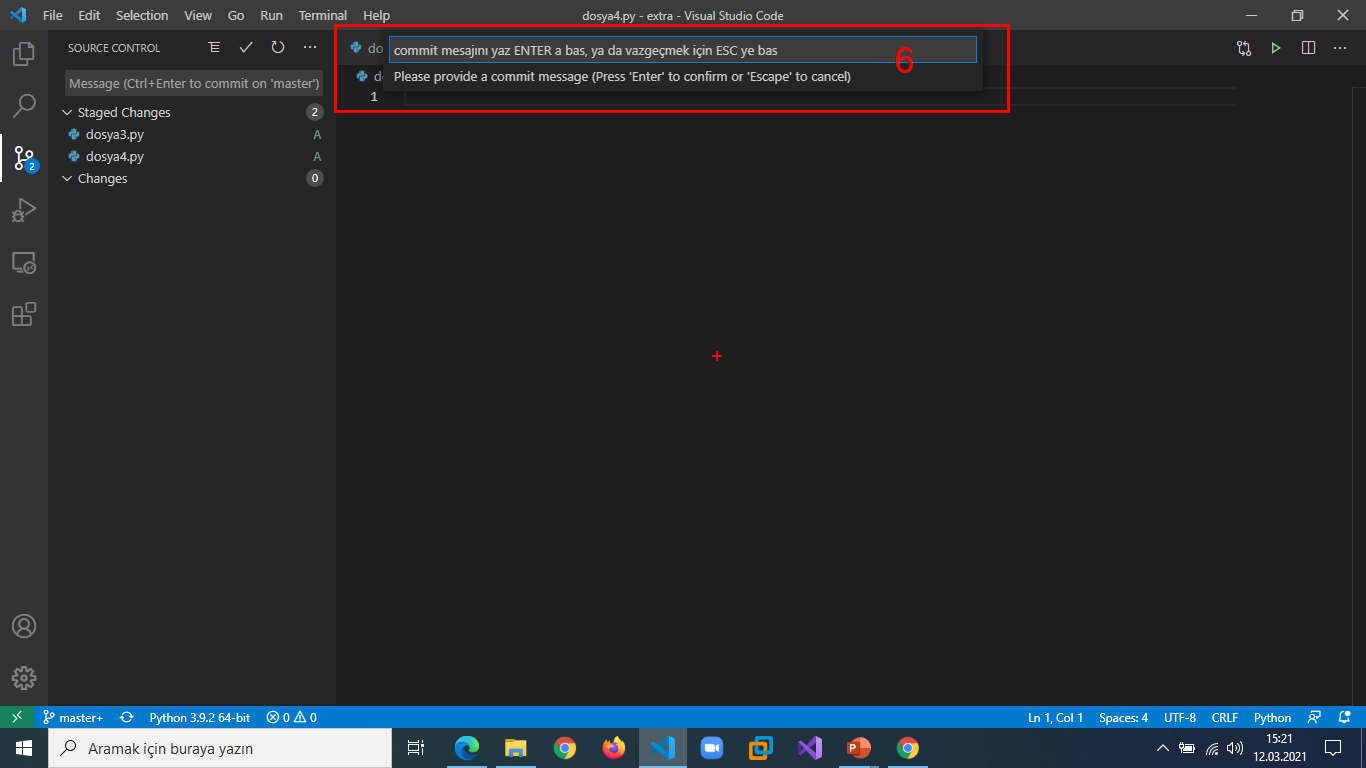 File Edit Selection View Go Run Terminal Help
dosya4.py - extra - Visual Studio Code
SOURCE CONTROL
Message (Ctrl+Enter to commit on 'master')
Staged Changes 2
dosya3.py A
dosya4.py A
Changes 0
2
do
commit mesajını yaz ENTER a bas, ya da vazgeçmek için ESC ye bas
6
Please provide a commit message (Press 'Enter' to confirm or 'Escape' to cancel)
1
master+ Python 3.9.2 64-bit 0 0
Ln 1, Col 1 Spaces: 4 UTF-8 CRLF Python
Aramak için buraya yazın
15:21
12.03.2021